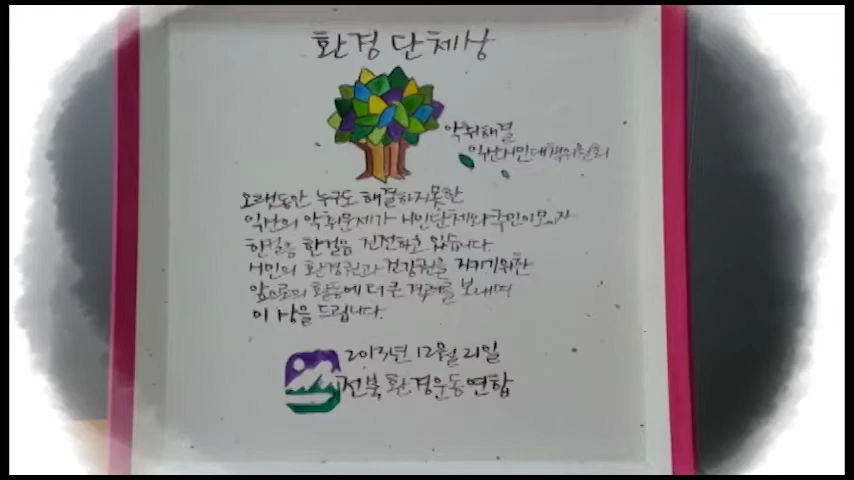 환경단체상
악취해결
익산시민대책위원회
오랫동안 누구도 해결하지못한
익산의 악취문제가 시민단체와 국민이모이자
한걸음 한걸음 진전되고 있습니다.
시민의 환경권과 건강권을 지키기위한
앞으로의 활동에 더 큰 격려를 보내며
이 상을 드립니다.
2013년 12월 21일
전북환경운동연합